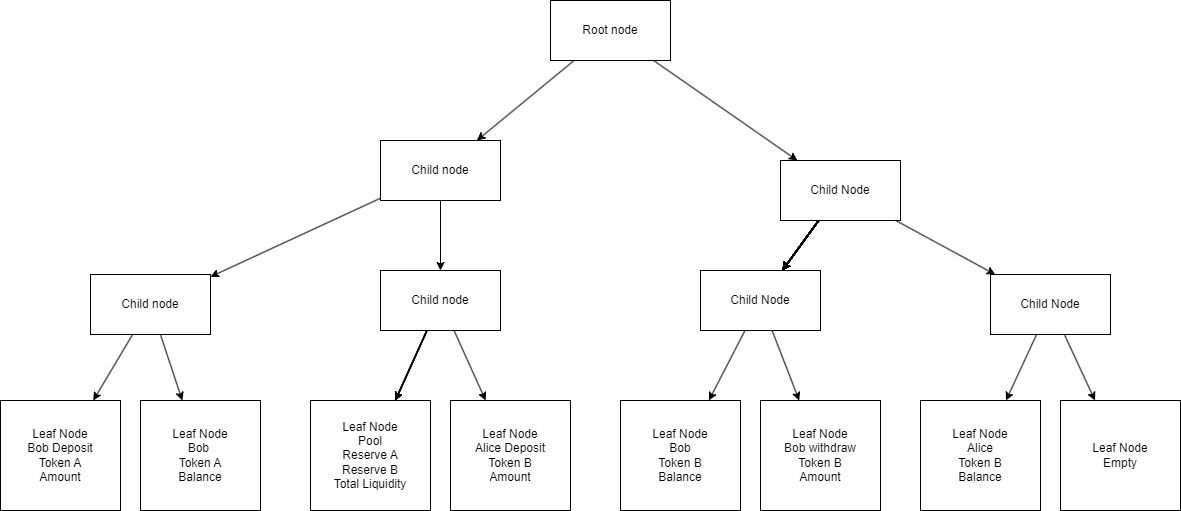 Root node
Child node
Child Node
Child node
Child node
Child Node
Child Node
Leaf Node
Bob Deposit
Token A
Amount
Leaf Node
Bob
Token A
Balance
Leaf Node
Pool
Reserve A
Reserve B
Total Liquidity
Leaf Node
Alice Deposit
Token B
Amount
Leaf Node
Bob
Token B
Balance
Leaf Node
Bob withdraw
Token B
Amount
Leaf Node
Alice
Token B
Balance
Leaf Node
Empty